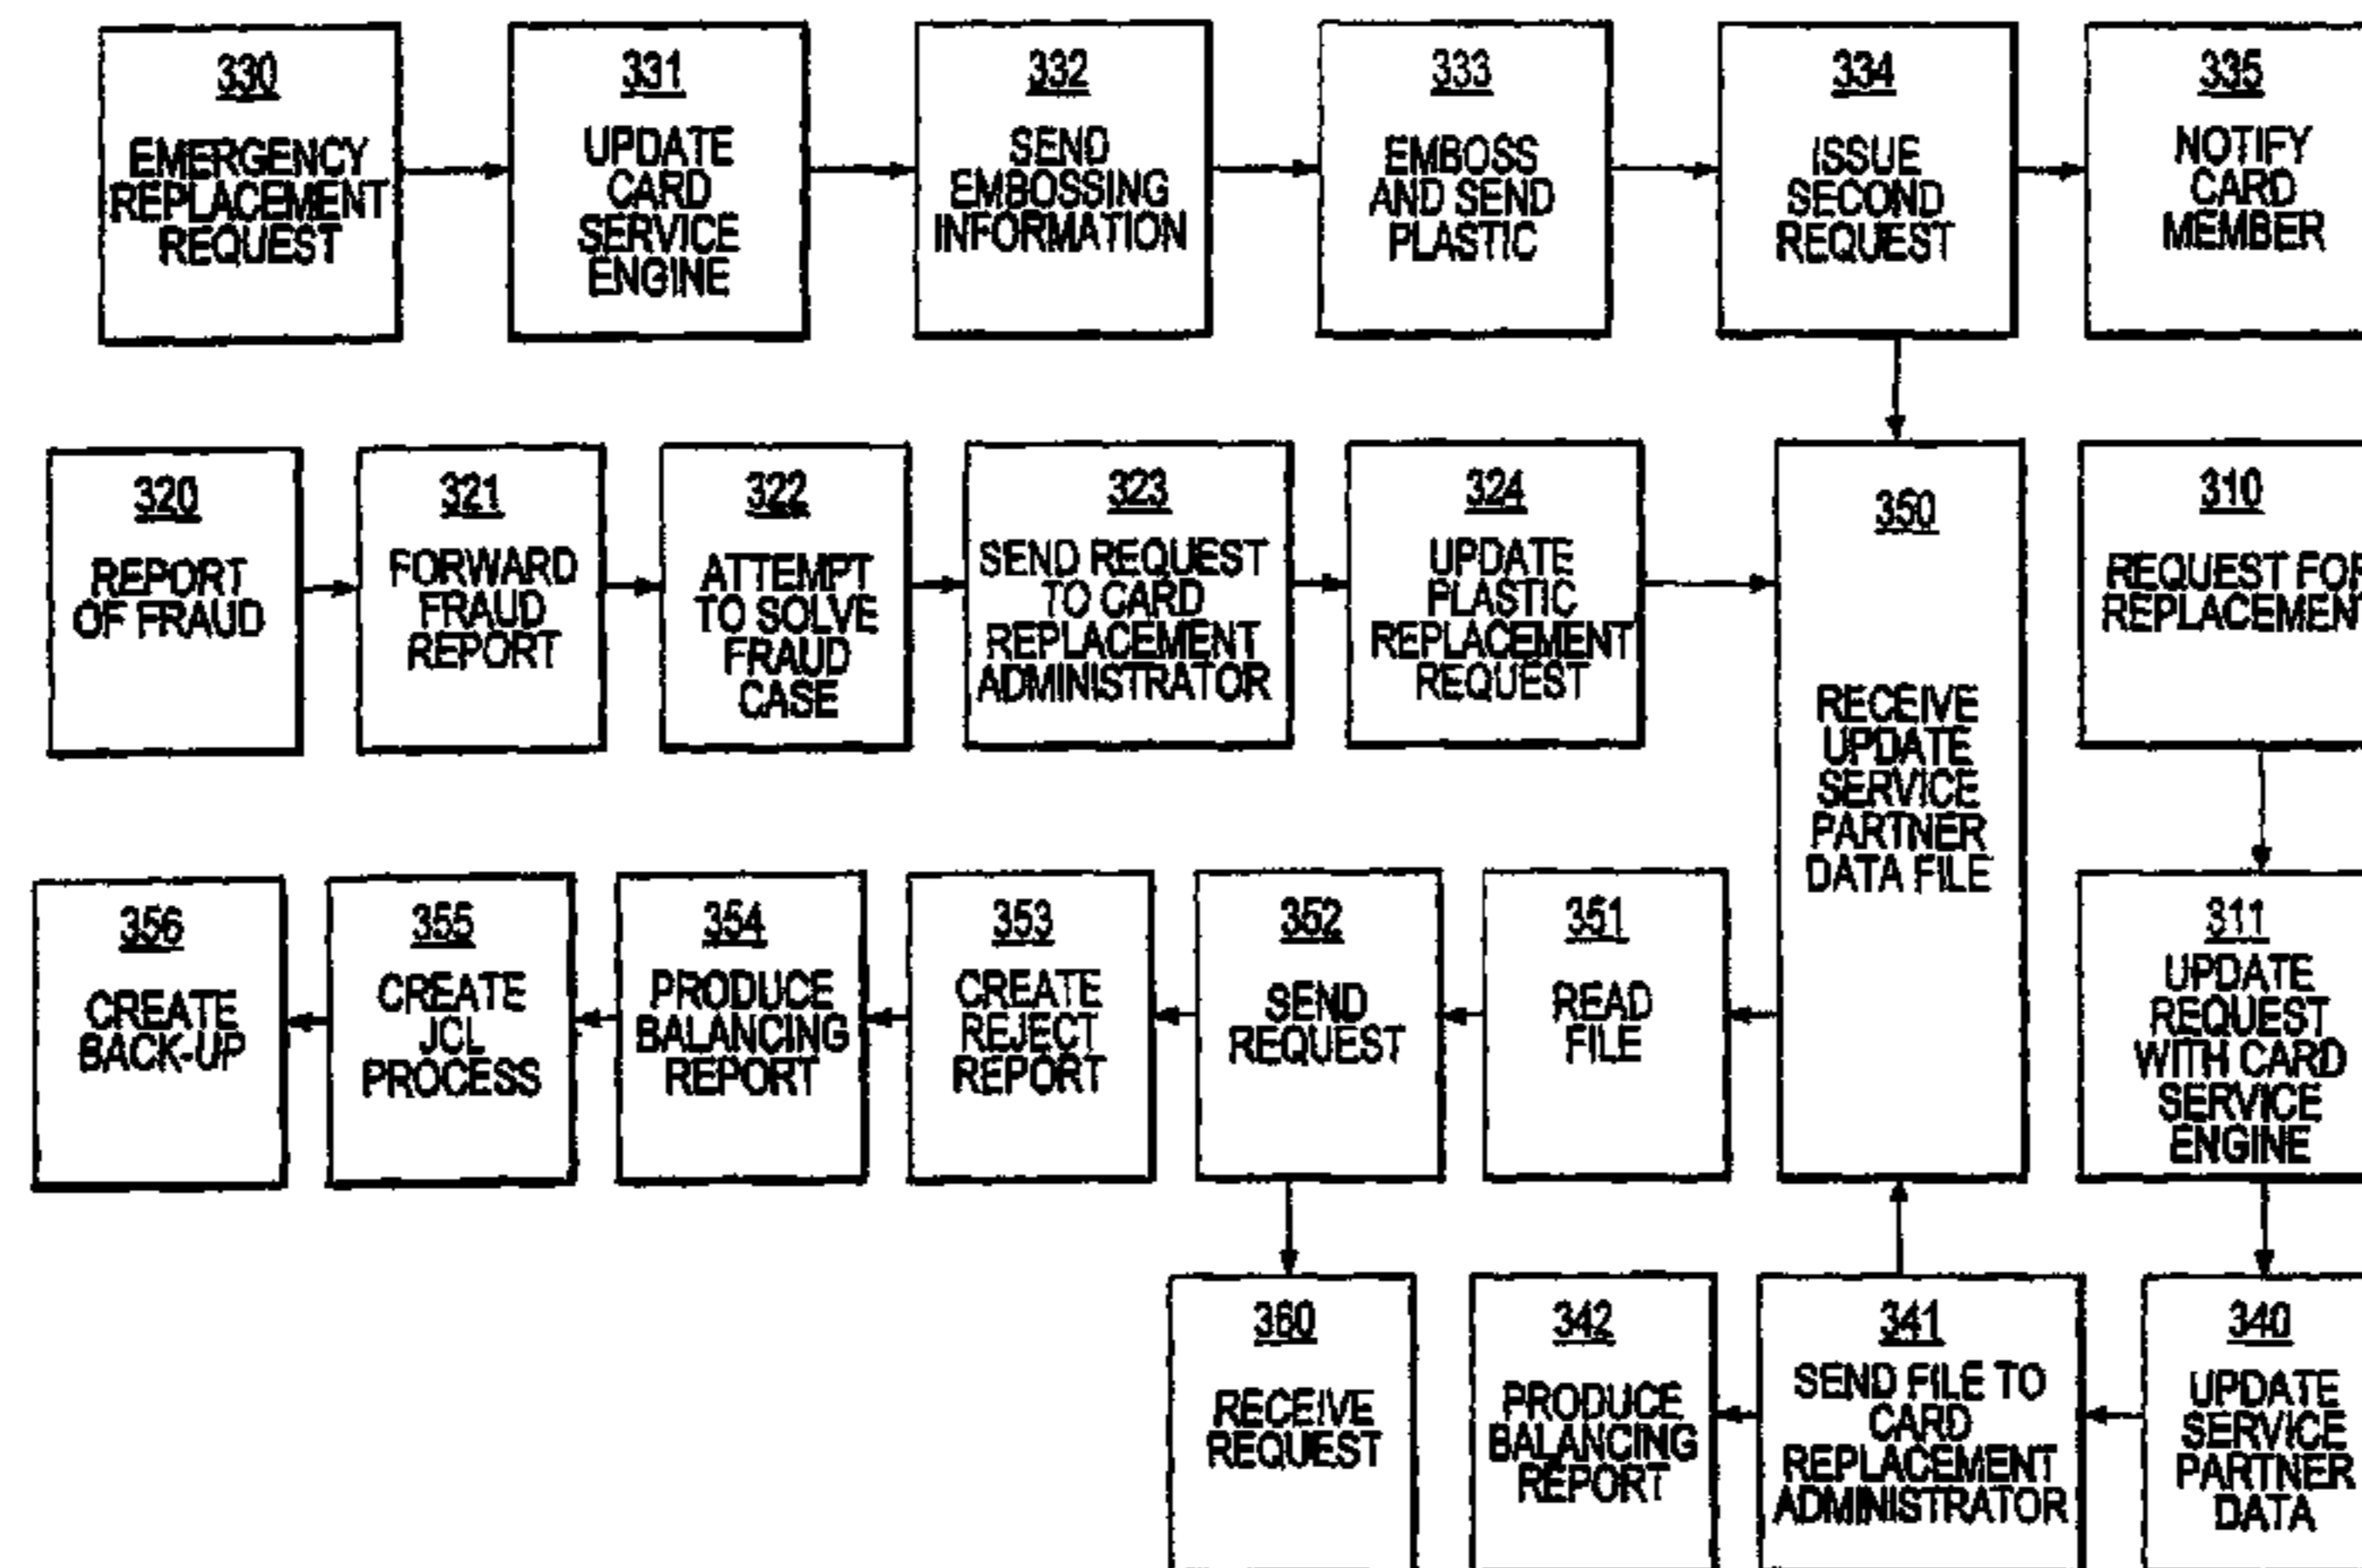 330
EMERGENCY
REPLACEMENT
REQUEST
331
UPDATE
CARD
SERVICE
ENGINE
332
SEND
EMBOSSING
INFORMATION
333
EMBOSS
AND SEND
PLASTIC
334
ISSUE
SECOND
REQUEST
335
NOTIFY
CARD
MEMBER
320
REPORT
OF FRAUD
321
FORWARD
FRAUD
REPORT
322
ATTEMPT
TO SOLVE
FRAUD
CASE
323
SEND REQUEST
TO CARD
REPLACEMENT
ADMINISTRATOR
324
UPDATE
PLASTIC
REPLACEMENT
REQUEST
350
RECEIVE
UPDATE
SERVICE
PARTNER
DATA FILE
310
REQUEST FOR
REPLACEMENT
356
CREATE
BACK-UP
355
CREATE
JCL
PROCESS
354
PRODUCE
BALANCING
REPORT
353
CREATE
REJECT
REPORT
352
SEND
REQUEST
351
READ
FILE
311
UPDATE
REQUEST
WITH CARD
SERVICE
ENGINE
360
RECEIVE
REQUEST
342
PRODUCE
BALANCING
REPORT
341
SEND FILE TO
CARD
REPLACEMENT
ADMINISTRATOR
340
UPDATE
SERVICE
PARTNER
DATA